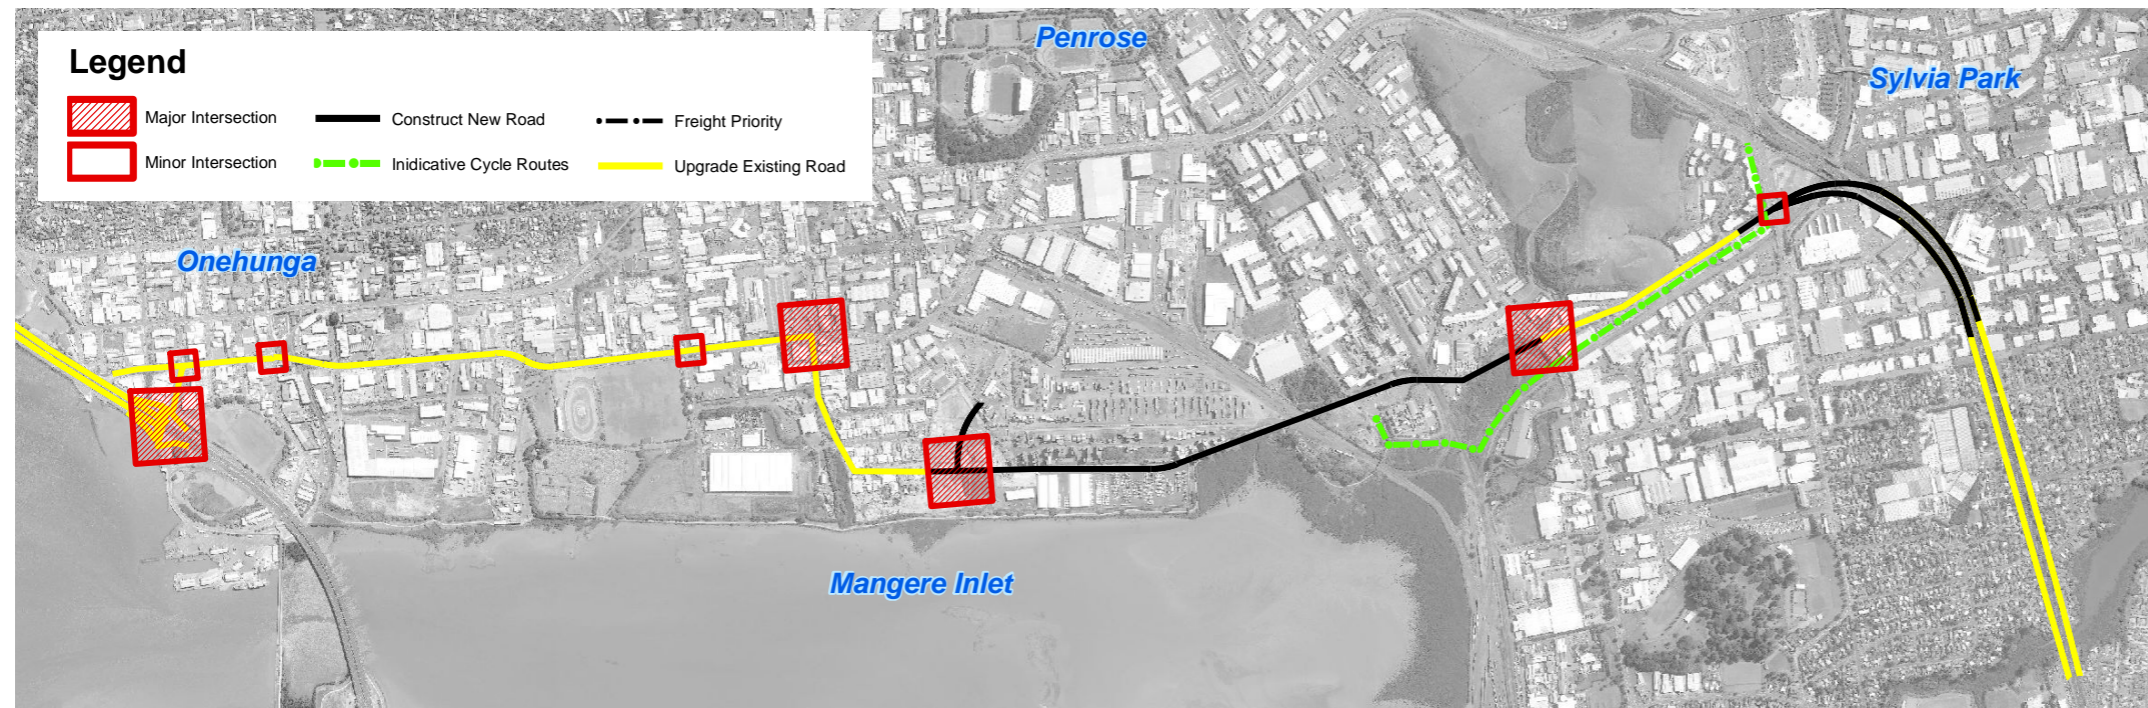 Penrose
Legend
Sylvia Park
Major Intersection
Construct New Road
Freight Priority
Minor Intersection
Inidicative Cycle Routes
Upgrade Existing Road
Onehunga
Mangere Inlet